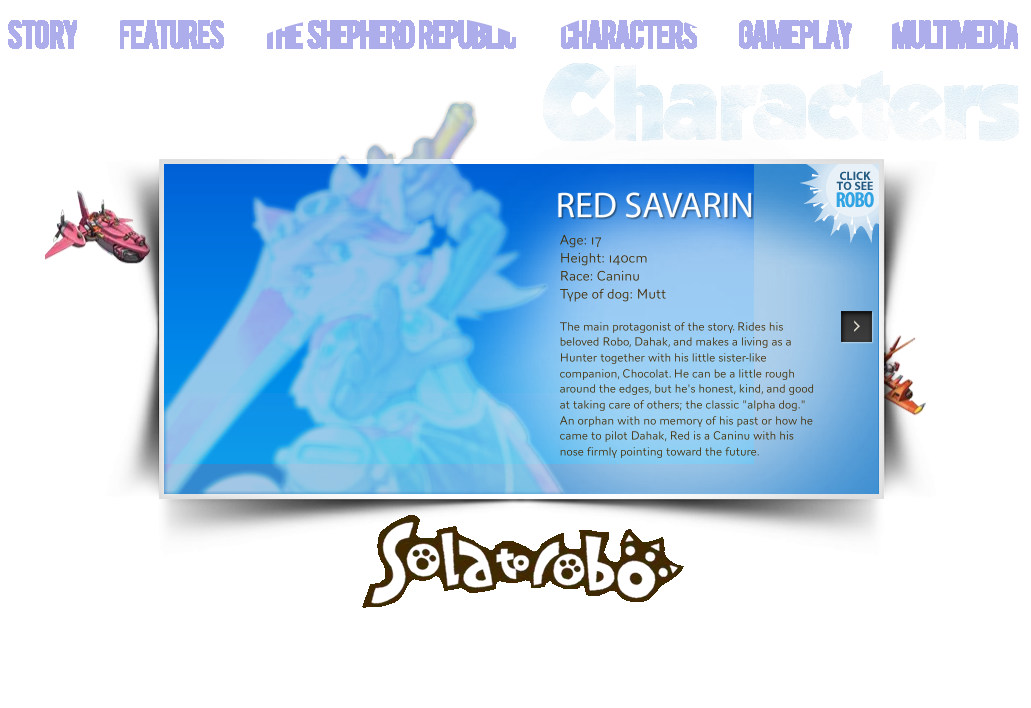 STORY FEATURES THE SHEPHERD REPUBLIC CHARACTERS GAMEPLAY MULTIMEDIA
Characters
CLICK
TO SEE
ROBO
RED SAVARIN
Age: 17
Height: 140cm
Race: Caninu
Type of dog: Mutt
The main protagonist of the story. Rides his
beloved Robo, Dahak, and makes a living as a
Hunter together with his little sister-like
companion, Chocolat. He can be a little rough
around the edges, but he's honest, kind, and good
at taking care of others; the classic "alpha dog."
An orphan with no memory of his past or how he
came to pilot Dahak, Red is a Caninu with his
nose firmly pointing toward the future.
Solatorobo